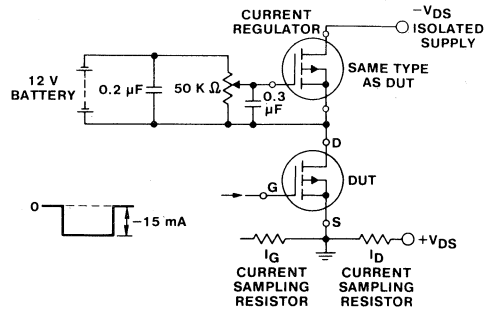 CURRENT
REGULATOR
−VDS
ISOLATED
SUPPLY
12 V
BATTERY
0.2 µF
50 K Ω
0.3
µF
SAME TYPE
AS DUT
D
G
DUT
S
0
−15 mA
+VDS
IG
CURRENT
SAMPLING
RESISTOR
ID
CURRENT
SAMPLING
RESISTOR